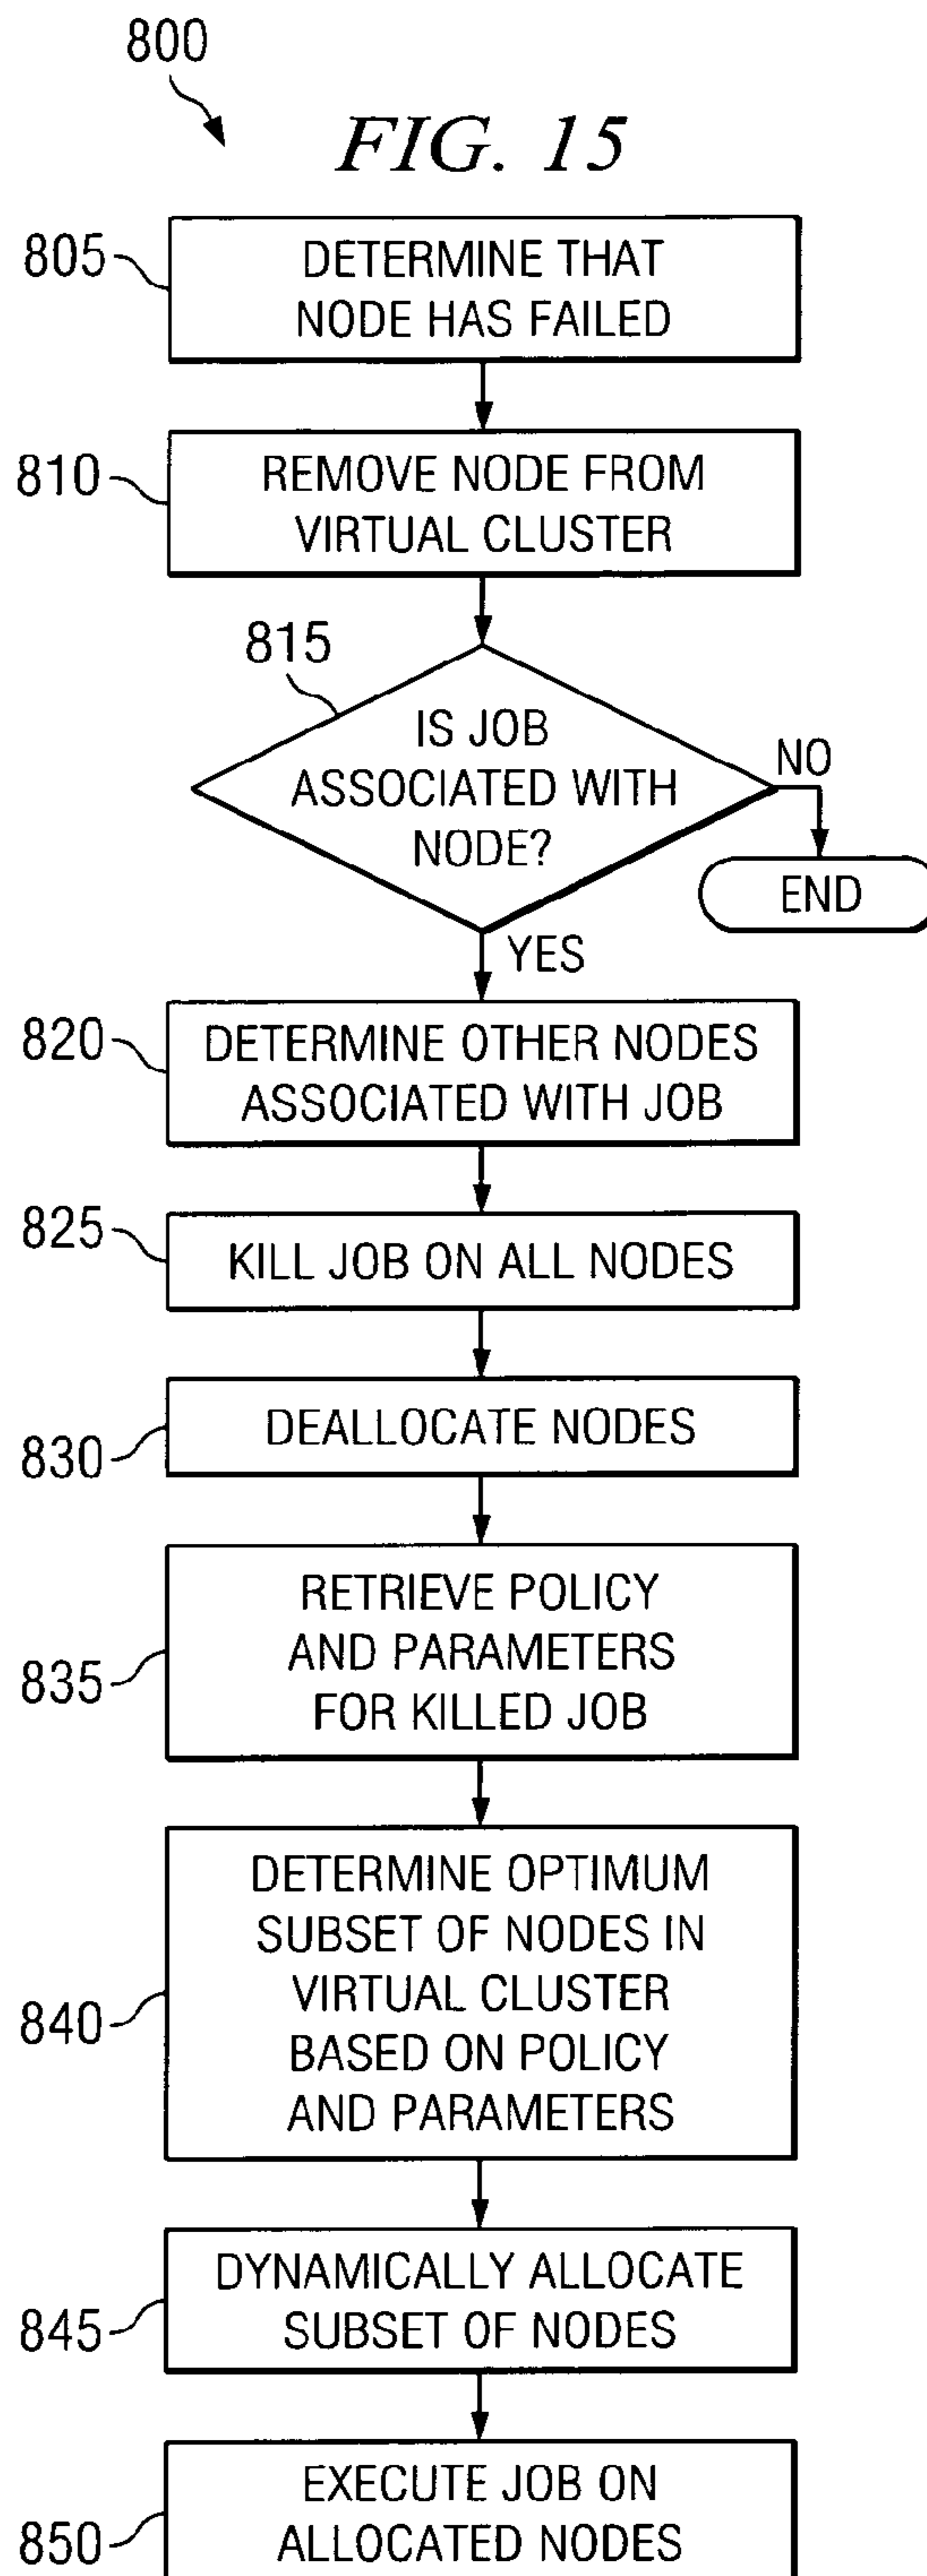 800
FIG. 15
805
DETERMINE THAT
NODE HAS FAILED
810
REMOVE NODE FROM
VIRTUAL CLUSTER
815
IS JOB
ASSOCIATED WITH
NODE?
NO
END
YES
820
DETERMINE OTHER NODES
ASSOCIATED WITH JOB
825
KILL JOB ON ALL NODES
830
DEALLOCATE NODES
835
RETRIEVE POLICY
AND PARAMETERS
FOR KILLED JOB
840
DETERMINE OPTIMUM
SUBSET OF NODES IN
VIRTUAL CLUSTER
BASED ON POLICY
AND PARAMETERS
845
DYNAMICALLY ALLOCATE
SUBSET OF NODES
850
EXECUTE JOB ON
ALLOCATED NODES